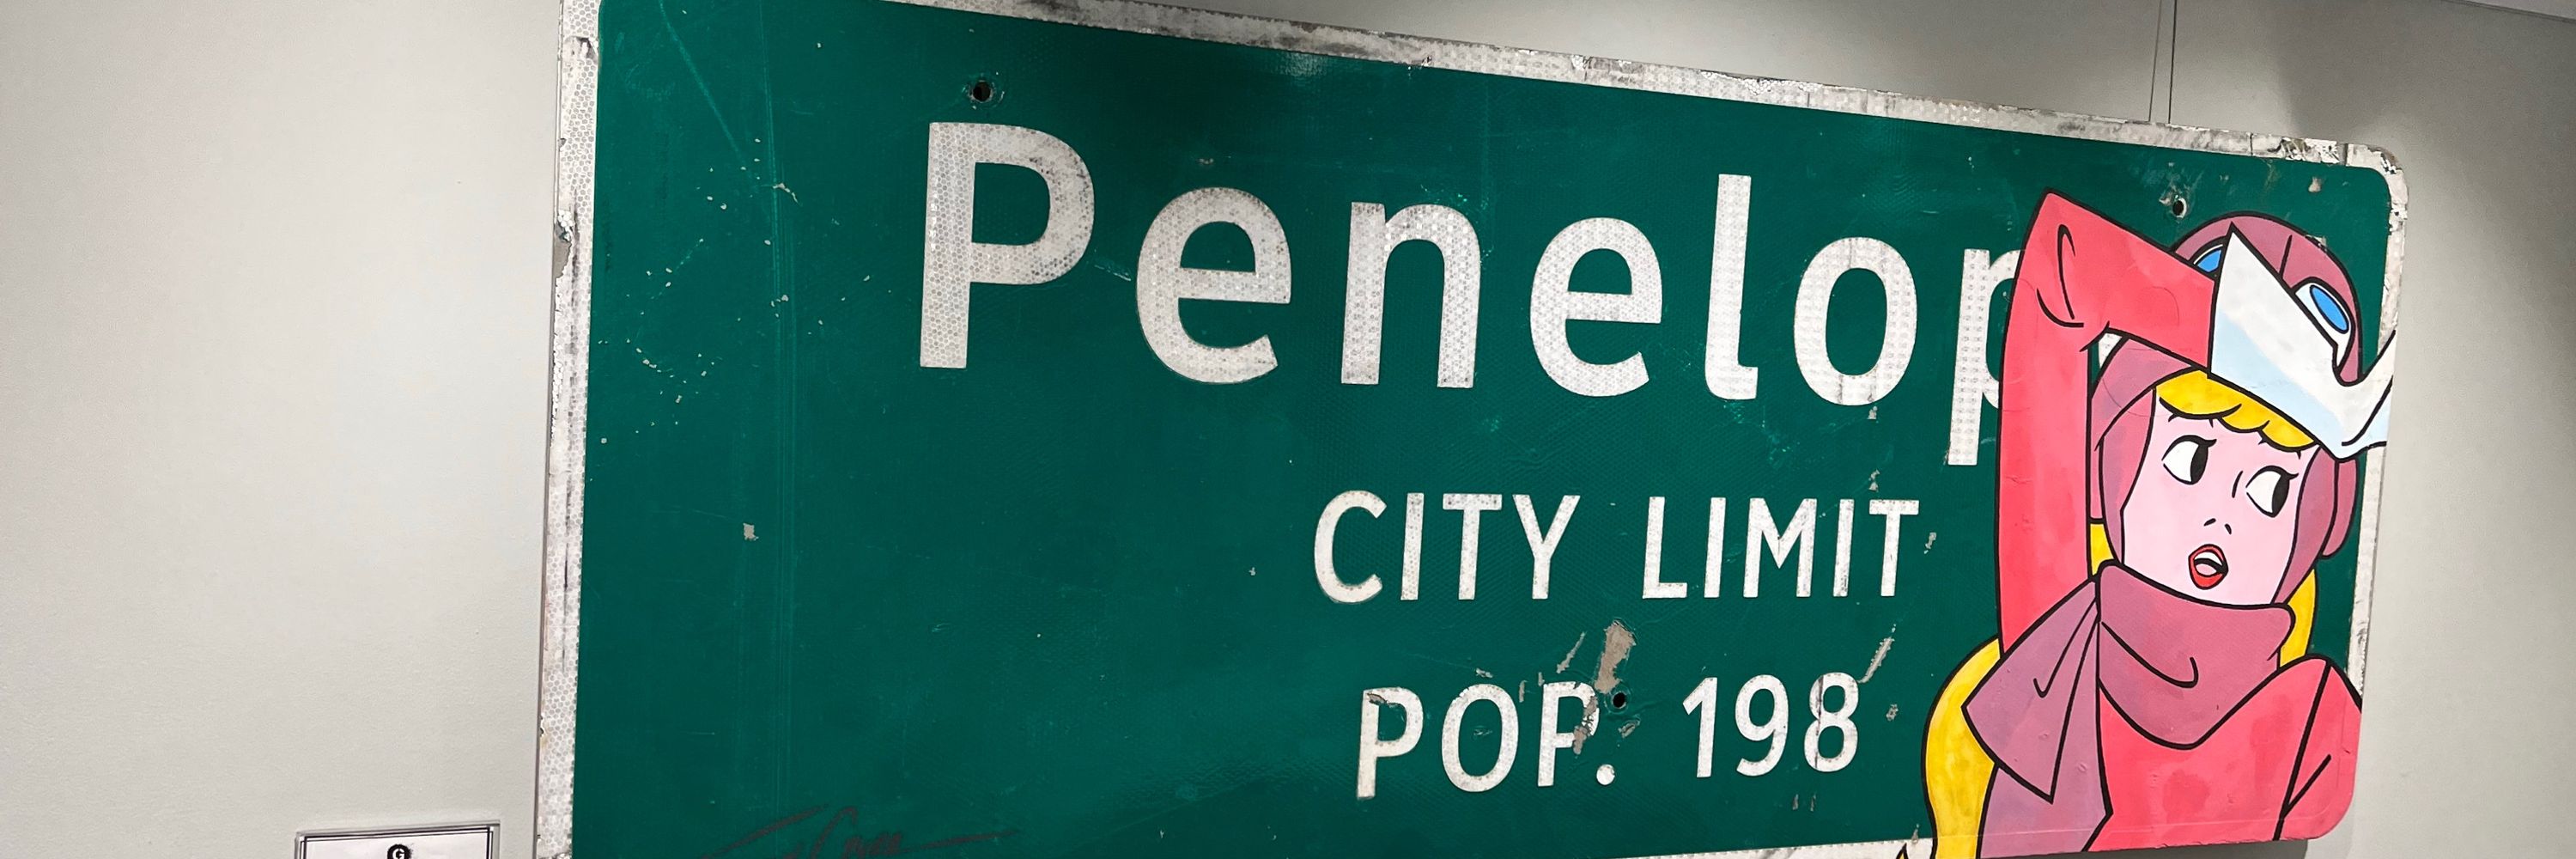 Penelop
CITY LIMIT
POP. 198
G